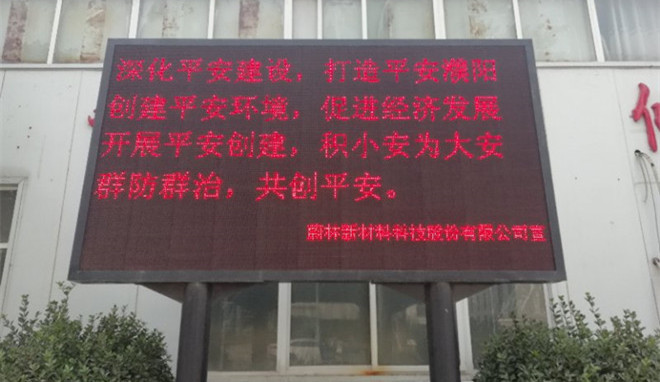 深化平安建设，打造平安濮阳
创建平安环境，促进经济发展
开展平安创建，积小安为大安
群防群治，共创平安。
蔚林新材料科技股份有限公司宣